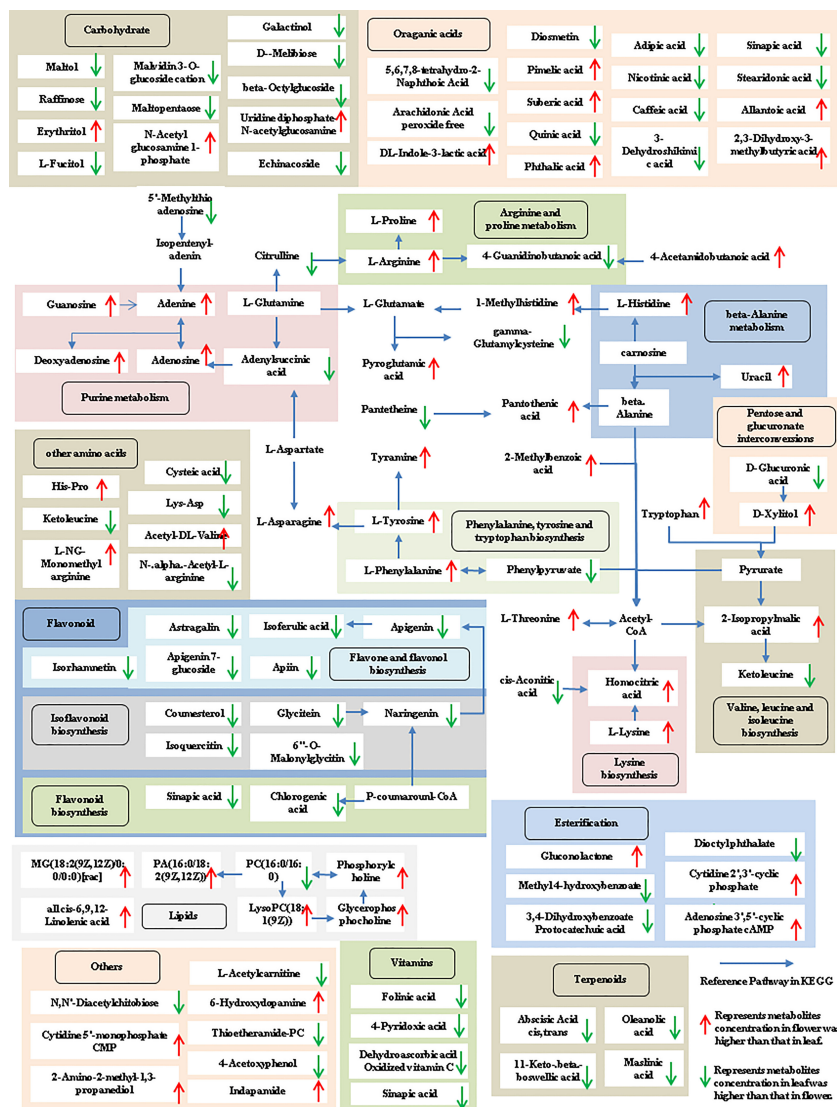 Carbohydrate
Maltol
Raffinose
Erythritol
L-Fucitol
Malvidin 3-O-
glucoside cation
Maltopentaose
N-Acetyl
glucosamine 1-
phosphate
Galactinol
D--Melibiose
beta-Octylglucoside
Uridine diphosphate
N-acetylglucosamine
Echinacoside
Oraganic acids
5,6,7,8-tetrahydro-2-
Naphthoic Acid
Arachidonic Acid
peroxide free
DL-Indole-3-lactic acid
Diosmetin
Pimelic acid
Suberic acid
Quinic acid
Phthalic acid
Adipic acid
Nicotinic acid
Caffeic acid
3-
Dehydroshikimi
c acid
Sinapic acid
Stearidonic acid
Allantoic acid
2,3-Dihydroxy-3-
methylbutyric acid
5'-Methylthio
adenosine
Isopentenyl-
adenin
Citrulline
L-Proline
L-Arginine
Arginine and
proline metabolism
4-Guanidinobutanoic acid
4-Acetamidobutanoic acid
Guanosine
Adenine
L-Glutamine
L-Glutamate
1-Methylhistidine
L-Histidine
beta-Alanine
metabolism
gamma-
Glutamylcysteine
carnosine
Deoxyadenosine
Adenosine
Adenylsuccinic
acid
Pyroglutamic
acid
Uracil
Purine metabolism
Pantetheine
Pantothenic
acid
beta.
Alanine
Pentose and
glucuronate
interconversions
other amino acids
His-Pro
Ketoleucine
L-NG-
Monomethyl
arginine
Cysteic acid
Lys-Asp
Acetyl-DL-Valine
N-.alpha.-Acetyl-L-
arginine
L-Aspartate
L-Asparagine
Tyramine
2-Methylbenzoic
acid
D-Glucuronic
acid
D-Xylitol
Tryptophan
L-Tyrosine
Phenylalanine, tyrosine and
tryptophan biosynthesis
L-Phenylalanine
Phenylpyruvate
Pyrurate
Flavonoid
Astragalin
Isoferulic acid
Apigenin
Isorhamnetin
Apigenin 7-
glucoside
Apiin
Flavone and flavonol
biosynthesis
L-Threonine
Acetyl-
CoA
2-Isopropylmalic
acid
cis-Aconitic
acid
Homocitric
acid
Ketoleucine
L-Lysine
Valine, leucine and
isoleucine
biosynthesis
Lysine
biosynthesis
Isoflavonoid
biosynthesis
Coumesterol
Glycitein
Naringenin
Isoquercitin
6"-O-
Malonylglycitin
Flavonoid
biosynthesis
Sinapic acid
Chlorogenic
acid
P-coumarounl-CoA
Esterification
Gluconolactone
Methyl 4-hydroxybenzoate
3,4-Dihydroxybenzoate
Protocatechuic acid
Dioctylphthalate
Cytidine 2',3'-cyclic
phosphate
Adenosine 3',5'-cyclic
phosphate cAMP
MG(18:2(9Z,12Z)/0:
0/0:0)[rac]
PA(16:0/18:
2(9Z,12Z))
PC(16:0/16:
0)
Phosphorylc
holine
all cis-6,9,12-
Linolenic acid
Lipids
LysoPC(18;
1(9Z))
Glycerophos
phocholine
Others
N,N'-Diacetylchitobiose
Cytidine 5'-monophosphate
CMP
2-Amino-2-methyl-1,3-
propanediol
L-Acetylcarnitine
6-Hydroxydopamine
Thioetheramide-PC
4-Acetoxyphenol
Indapamide
Vitamins
Folinic acid
4-Pyridoxic acid
Dehydroascorbic acid
Oxidized vitamin C
Sinapic acid
Terpenoids
Abscisic Acid
cis,trans
11-Keto-.beta.-
boswellic acid
Oleanolic
acid
Maslinic
acid
Reference Pathway in KEGG
Represents metabolites
concentration in flower was
higher than that in leaf.
Represents metabolites
concentration in leaf was
higher than that in flower.